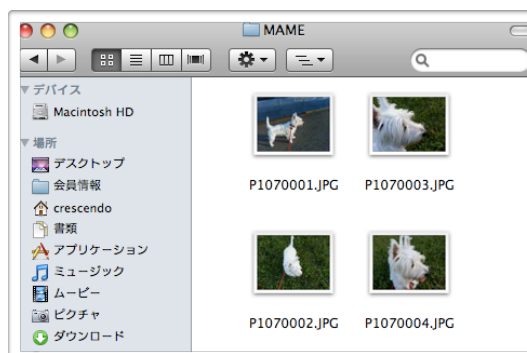 MAME
デバイス
Macintosh HD
場所
デスクトップ
会員情報
crescendo
書類
アプリケーション
ミュージック
ムービー
ピクチャ
ダウンロード
P1070001.JPG P1070003.JPG
P1070002.JPG P1070004.JPG